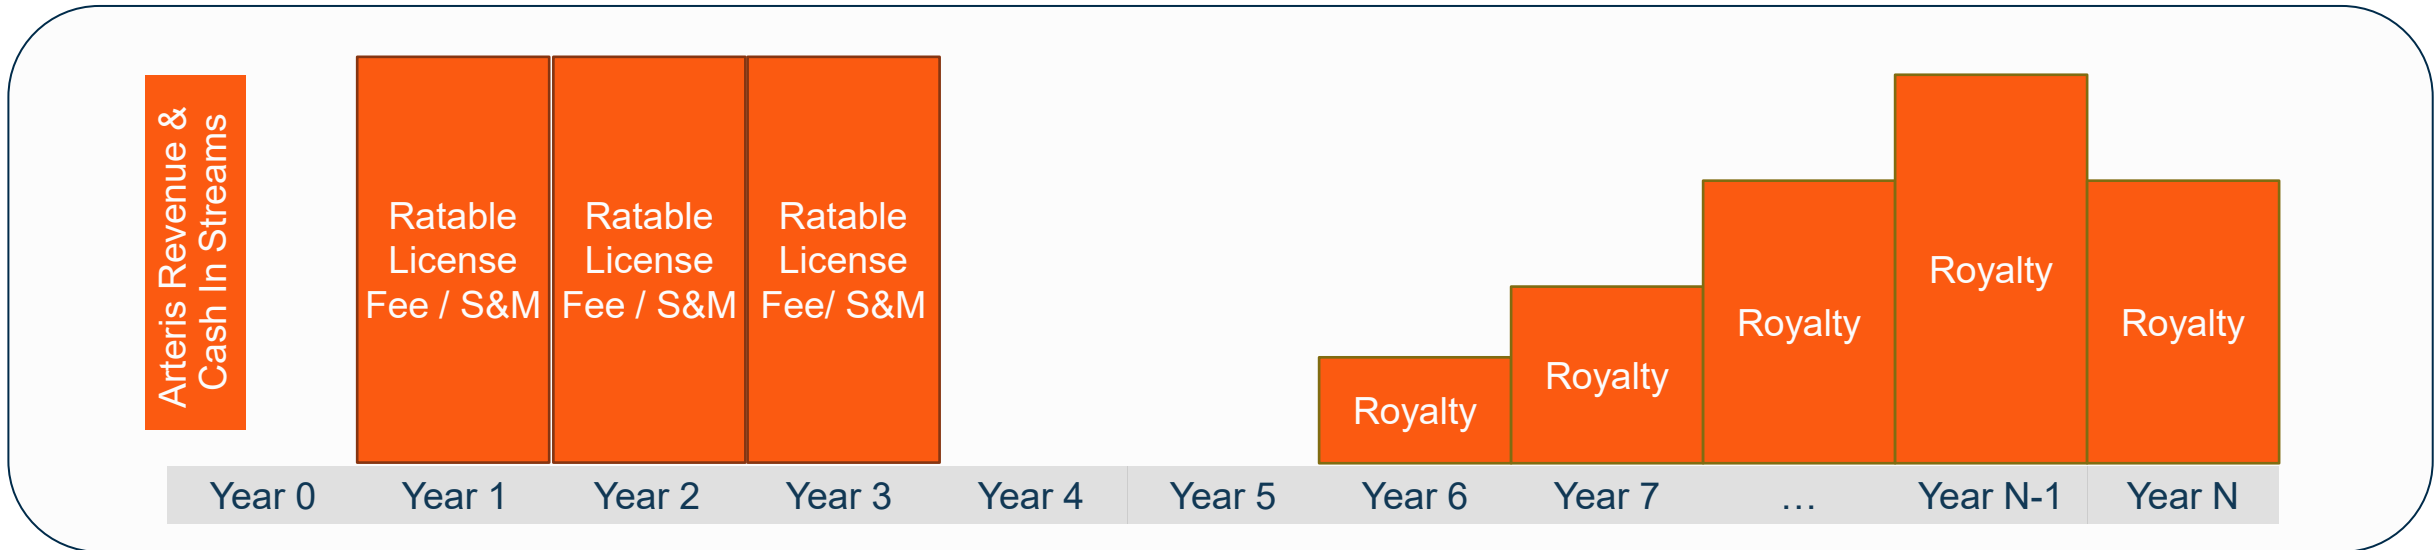 Arteris Revenue &
Cash In Streams
Ratable
License
Fee / S&M
Ratable
License
Fee / S&M
Ratable
License
Fee/ S&M
Royalty
Royalty
Royalty
Royalty
Royalty
Year 0
Year 1
Year 2
Year 3
Year 4
Year 5
Year 6
Year 7
…
Year N-1
Year N